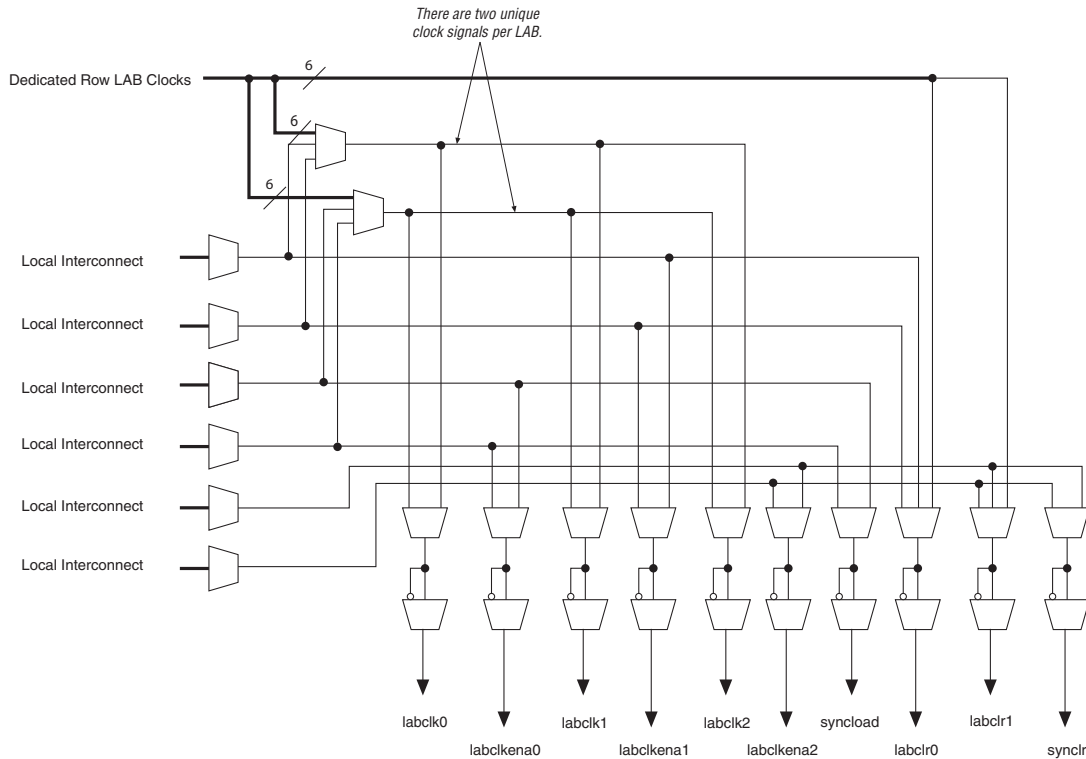 There are two unique
clock signals per LAB.
Dedicated Row LAB Clocks
6
6
6
Local Interconnect
Local Interconnect
Local Interconnect
Local Interconnect
Local Interconnect
Local Interconnect
labclk0
labclk1
labclk2
syncload
labclr1
labclkena0
labclkena1
labclkena2
labclr0
synclr